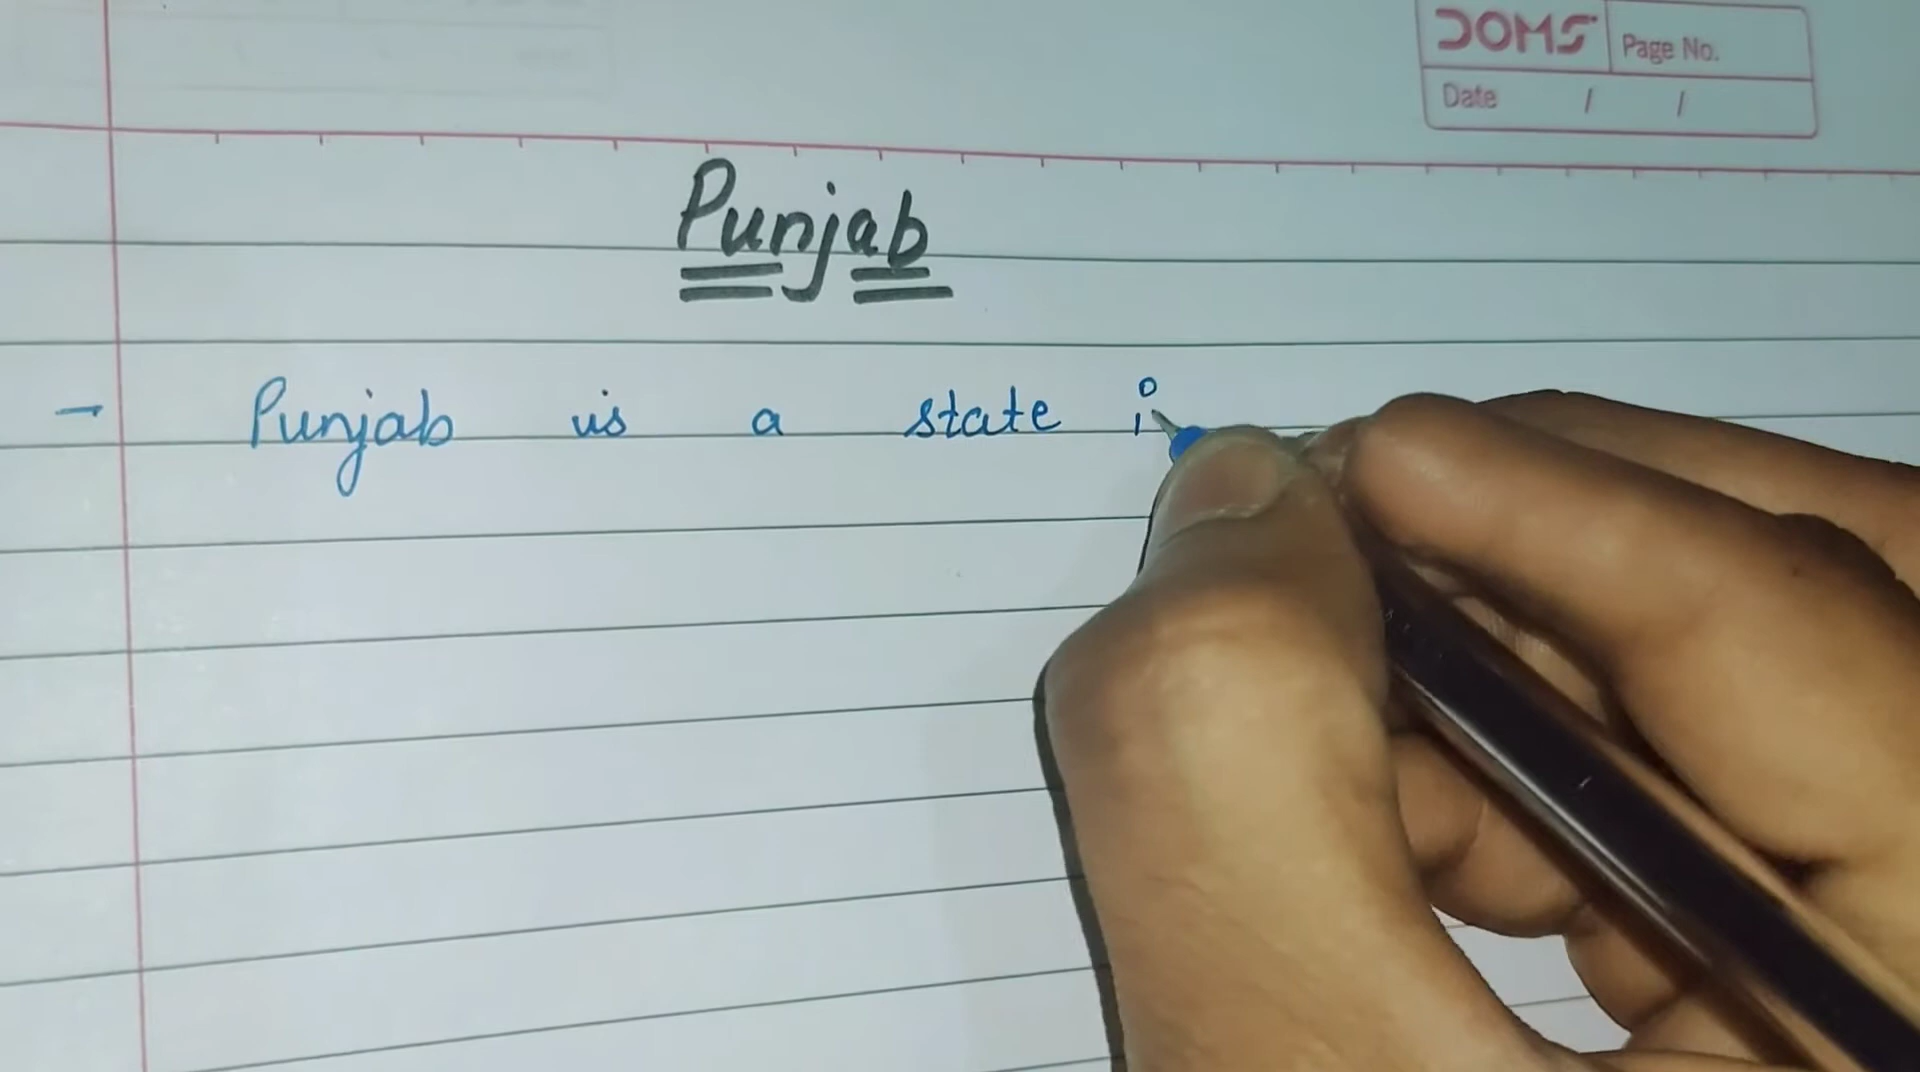 DOMS Page No.
Date / /
Punjab
- Punjab is a state i